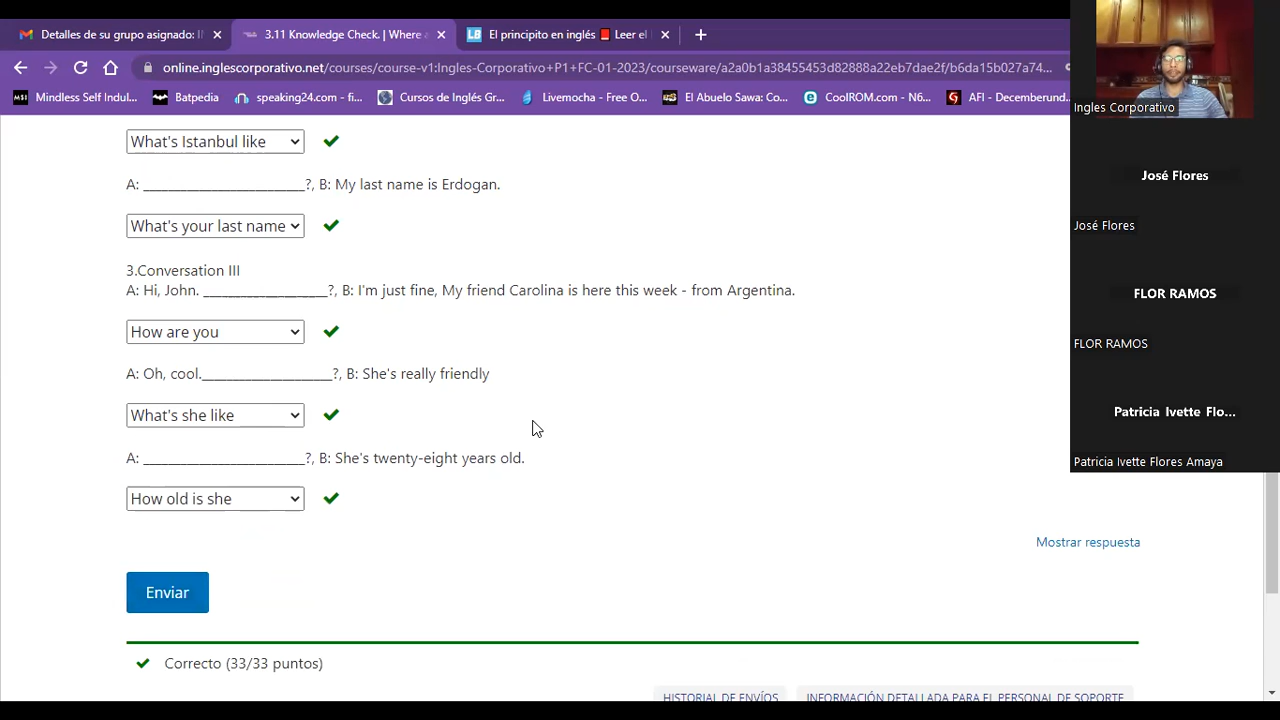 Detalles de su grupo asignado: I
3.11 Knowledge Check. | Where a
El principito en inglés 📕 Leer el
online.inglescorporativo.net/courses/course-v1:Ingles-Corporativo+P1+FC-01-2023/courseware/a2a0b1a38455453d82888a22eb7dae2f/b6da15b027a74...
Mindless Self Indul...
Batpedia
speaking24.com - fi...
Cursos de Inglés Gr...
Livemocha - Free O...
El Abuelo Sawa: Co...
CoolROM.com - N6...
AFI - Decemberund...
What's Istanbul like
A: _________________________?, B: My last name is Erdogan.
What's your last name
3.Conversation III
A: Hi, John. ___________________?, B: I'm just fine, My friend Carolina is here this week - from Argentina.
How are you
A: Oh, cool.____________________?, B: She's really friendly
What's she like
A: _________________________?, B: She's twenty-eight years old.
How old is she
Mostrar respuesta
Enviar
Correcto (33/33 puntos)
HISTORIAL DE ENVÍOS
INFORMACIÓN DETALLADA PARA EL PERSONAL DE SOPORTE
Ingles Corporativo
José Flores
José Flores
FLOR RAMOS
FLOR RAMOS
Patricia Ivette Flo...
Patricia Ivette Flores Amaya